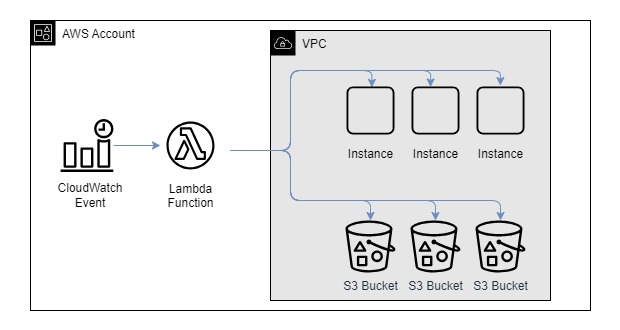 AWS Account
VPC
Instance Instance Instance
CloudWatch
Event
Lambda
Function
S3 Bucket S3 Bucket S3 Bucket